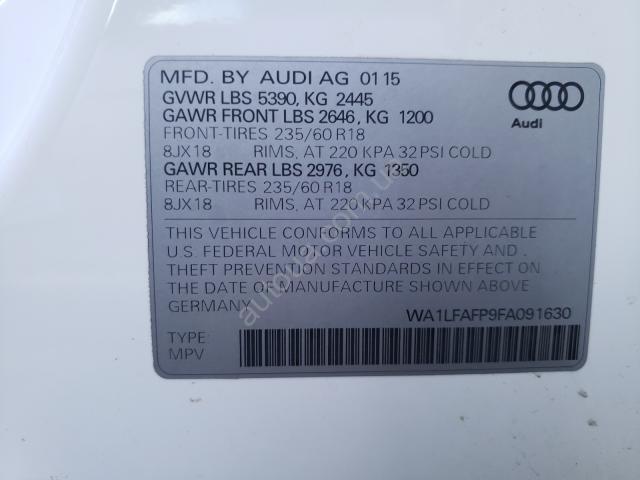 MFD. BY AUDI AG 01 15
GVWR LBS 5390, KG 2445
GAWR FRONT LBS 2646, KG 1200
FRONT-TIRES 235/60 R18
8JX18 RIMS, AT 220 KPA 32 PSI COLD
GAWR REAR LBS 2976, KG 1350
REAR-TIRES 235/60 R18
8JX18 RIMS, AT 220 KPA 32 PSI COLD
Audi
THIS VEHICLE CONFORMS TO ALL APPLICABLE
U.S. FEDERAL MOTOR VEHICLE SAFETY AND .
THEFT PREVENTION STANDARDS IN EFFECT ON
THE DATE OF MANUFACTURE SHOWN ABOVE
GERMANY
WA1LFAFP9FA091630
TYPE:
MPV